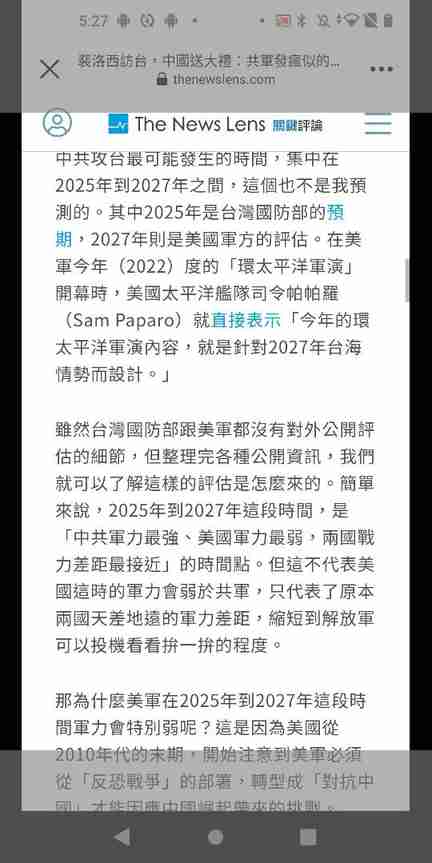 5:27
裴洛西訪台，中國送大禮：共軍發瘋似的...
thenewslens.com
The News Lens 關鍵評論
中共攻台最可能發生的時間，集中在
2025年到2027年之間，這個也不是我預
測的。其中2025年是台灣國防部的預
期，2027年則是美國軍方的評估。在美
軍今年（2022）度的「環太平洋軍演」
開幕時，美國太平洋艦隊司令帕帕羅
（Sam Paparo）就直接表示「今年的環
太平洋軍演內容，就是針對2027年台海
情勢而設計。」
雖然台灣國防部跟美軍都沒有對外公開評
估的細節，但整理完各種公開資訊，我們
就可以了解這樣的評估是怎麼來的。簡單
來說，2025年到2027年這段時間，是
「中共軍力最強、美國軍力最弱，兩國戰
力差距最接近」的時間點。但這不代表美
國這時的軍力會弱於共軍，只代表了原本
兩國天差地遠的軍力差距，縮短到解放軍
可以投機看看拚一拚的程度。
那為什麼美軍在2025年到2027年這段時
間軍力會特別弱呢？這是因為美國從
2010年代的末期，開始注意到美軍必須
從「反恐戰爭」的部署，轉型成「對抗中
國」才能因應中國崛起帶來的挑戰。